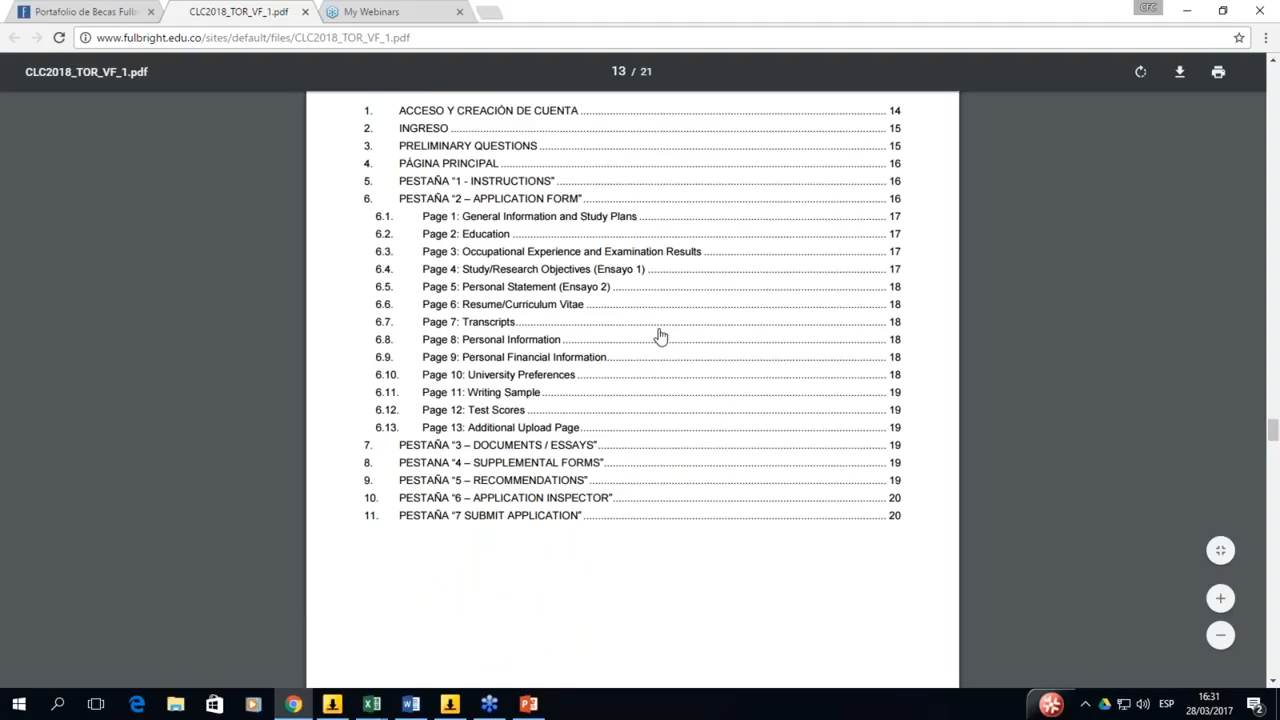 Portafolio de Becas Fulbr
CLC2018_TOR_VF_1.pdf
My Webinars
CFC
www.fulbright.edu.co/sites/default/files/CLC2018_TOR_VF_1.pdf
CLC2018_TOR_VF_1.pdf
13 / 21
1. ACCESO Y CREACIÓN DE CUENTA 14
2. INGRESO 15
3. PRELIMINARY QUESTIONS 15
4. PÁGINA PRINCIPAL 16
5. PESTAÑA “1 - INSTRUCTIONS” 16
6. PESTAÑA “2 – APPLICATION FORM” 16
6.1. Page 1: General Information and Study Plans 17
6.2. Page 2: Education 17
6.3. Page 3: Occupational Experience and Examination Results 17
6.4. Page 4: Study/Research Objectives (Ensayo 1) 17
6.5. Page 5: Personal Statement (Ensayo 2) 18
6.6. Page 6: Resume/Curriculum Vitae 18
6.7. Page 7: Transcripts 18
6.8. Page 8: Personal Information 18
6.9. Page 9: Personal Financial Information 18
6.10. Page 10: University Preferences 18
6.11. Page 11: Writing Sample 19
6.12. Page 12: Test Scores 19
6.13. Page 13: Additional Upload Page 19
7. PESTAÑA “3 – DOCUMENTS / ESSAYS” 19
8. PESTANA “4 – SUPPLEMENTAL FORMS” 19
9. PESTAÑA “5 – RECOMMENDATIONS” 19
10. PESTAÑA “6 – APPLICATION INSPECTOR” 20
11. PESTAÑA “7 SUBMIT APPLICATION” 20
ESP
16:31
28/03/2017
2